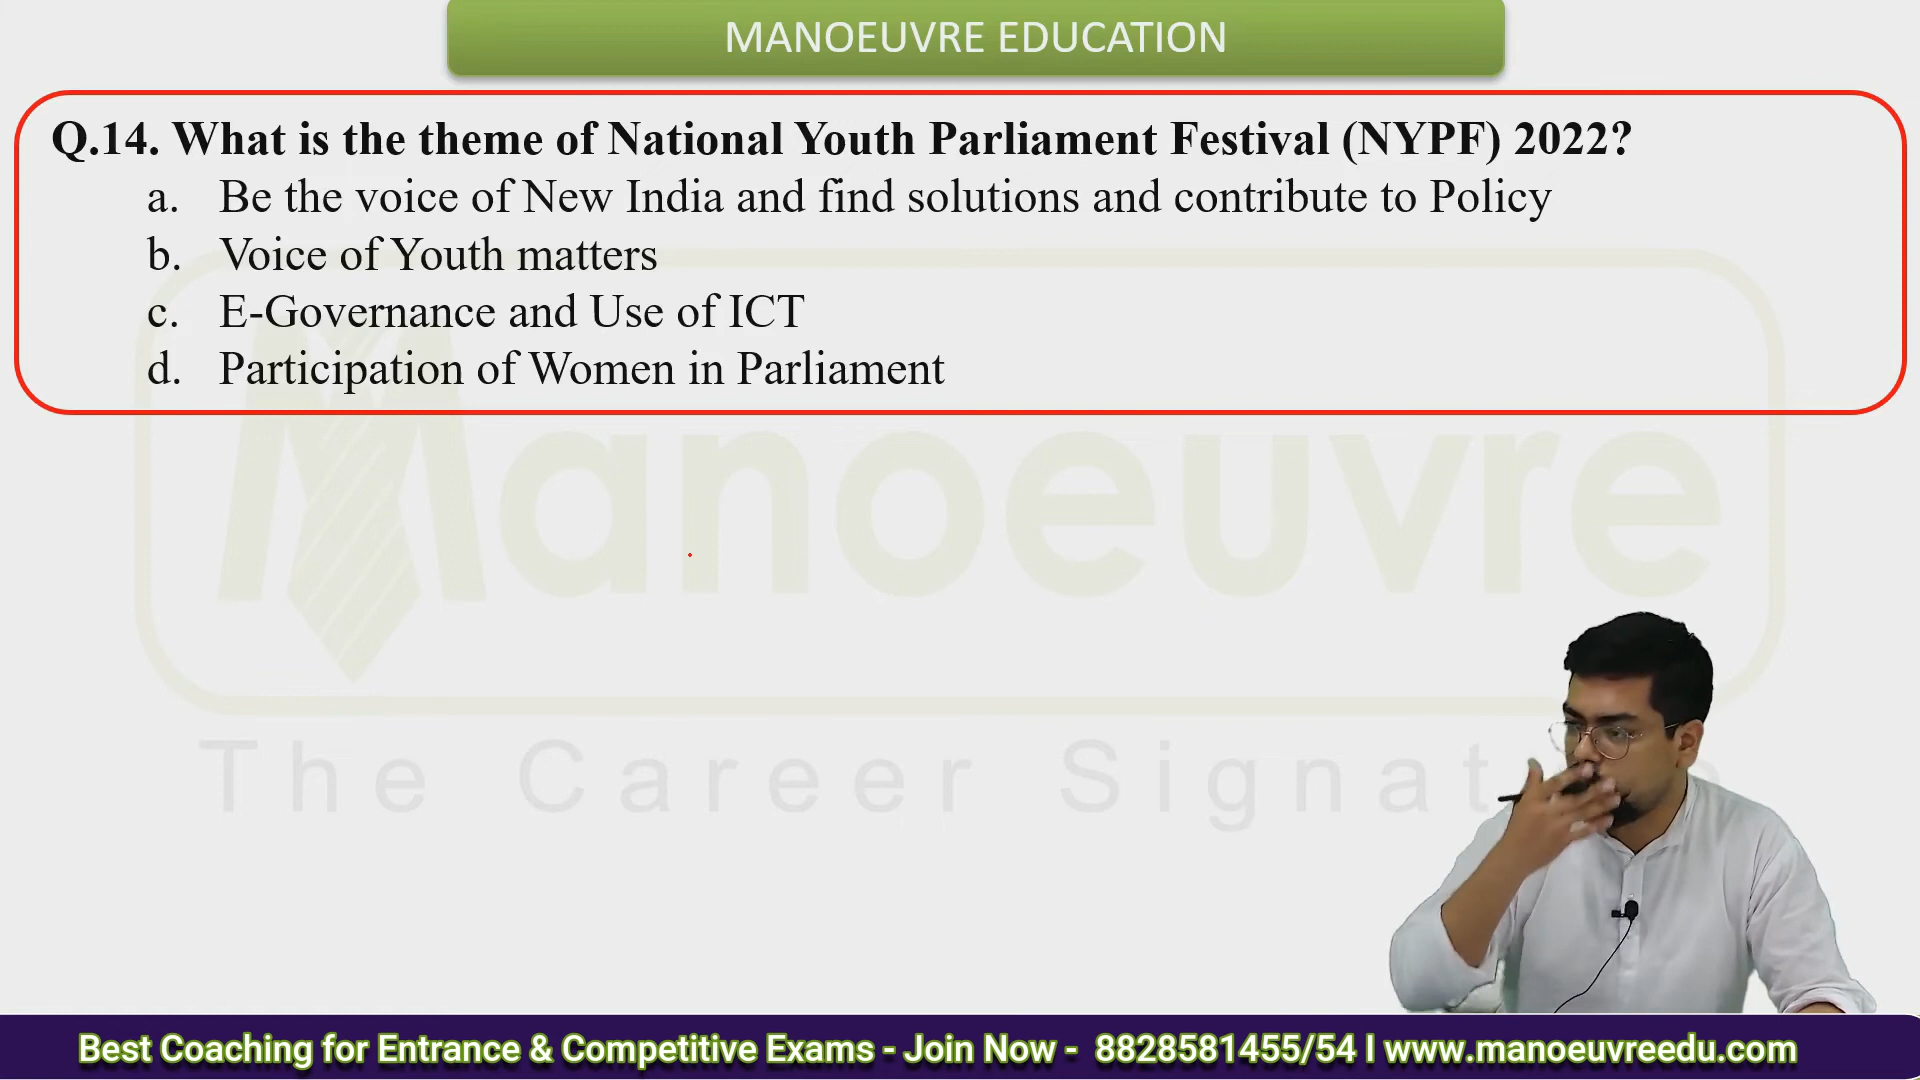 MANOEUVRE EDUCATION
Q.14. What is the theme of National Youth Parliament Festival (NYPF) 2022?
a. Be the voice of New India and find solutions and contribute to Policy
b. Voice of Youth matters
c. E-Governance and Use of ICT
d. Participation of Women in Parliament
Manoeuvre
The Career Signat
Best Coaching for Entrance & Competitive Exams - Join Now - 8828581455/54 I www.manoeuvreedu.com